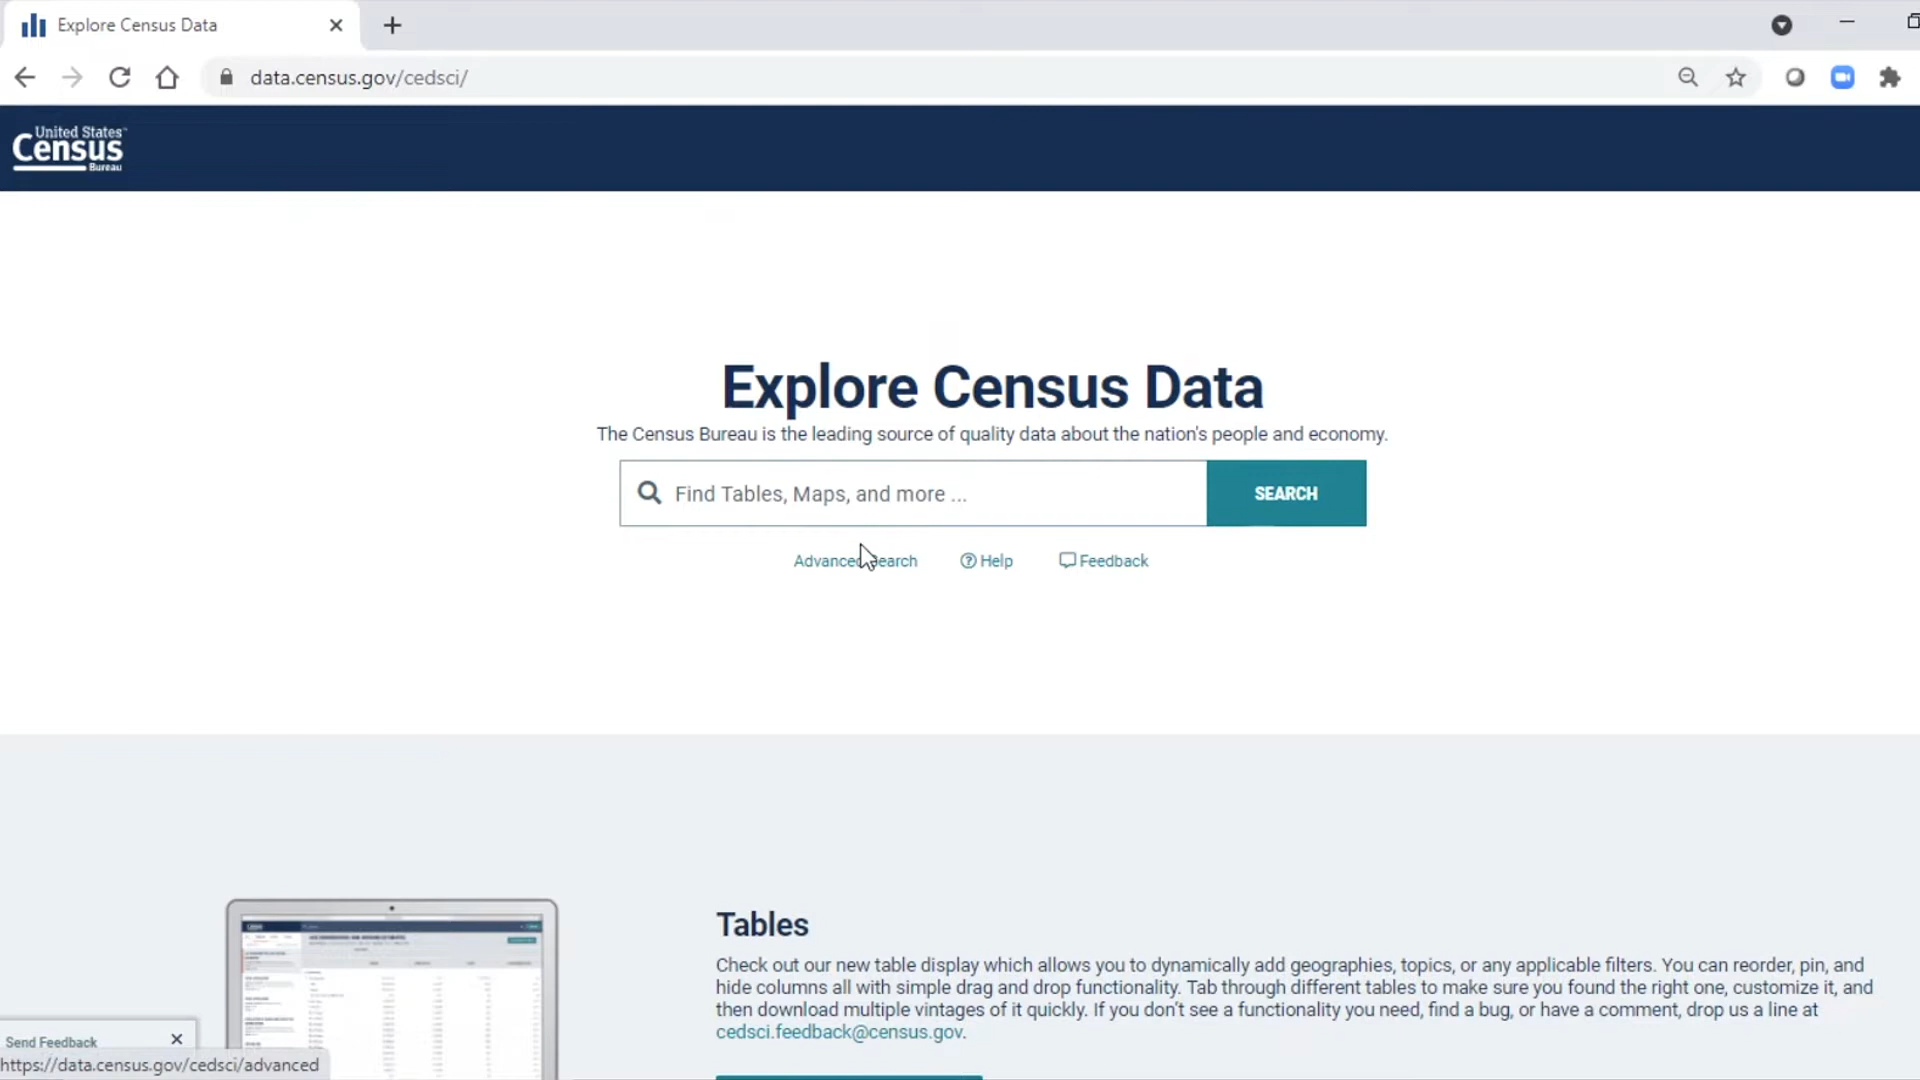 Explore Census Data
data.census.gov/cedsci/
United States™
Census
Bureau
Explore Census Data
The Census Bureau is the leading source of quality data about the nation's people and economy.
Find Tables, Maps, and more ...
SEARCH
Advanced Search
Help
Feedback
Tables
Check out our new table display which allows you to dynamically add geographies, topics, or any applicable filters. You can reorder, pin, and
hide columns all with simple drag and drop functionality. Tab through different tables to make sure you found the right one, customize it, and
then download multiple vintages of it quickly. If you don't see a functionality you need, find a bug, or have a comment, drop us a line at
cedsci.feedback@census.gov.
Send Feedback
https://data.census.gov/cedsci/advanced